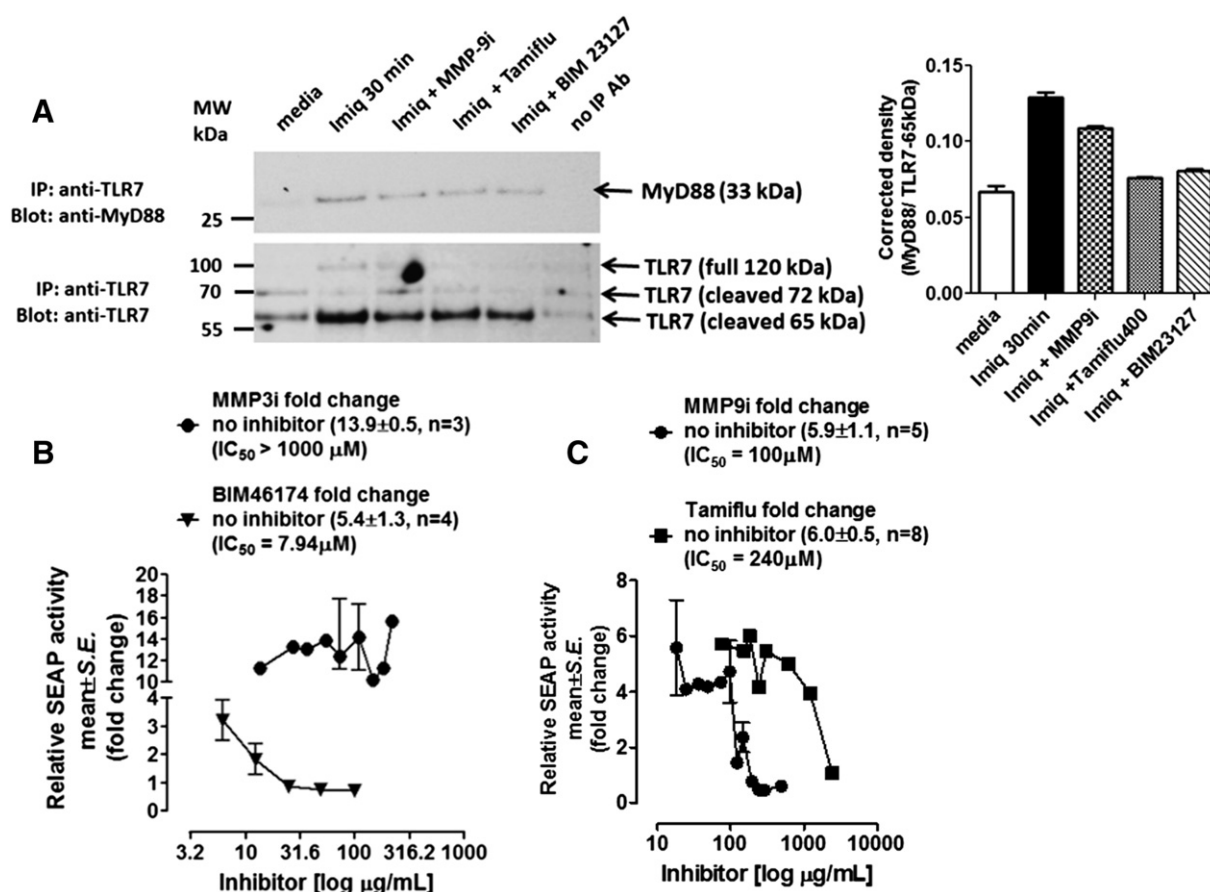 A
MW
kDa
media
Imiq 30 min
Imiq + MMP-9i
Imiq + Tamiflu
Imiq + BIM 23127
no IP Ab
IP: anti-TLR7
Blot: anti-MyD88
25
MyD88 (33 kDa)
IP: anti-TLR7
Blot: anti-TLR7
100
70
55
TLR7 (full 120 kDa)
TLR7 (cleaved 72 kDa)
TLR7 (cleaved 65 kDa)
Corrected density
(MyD88/ TLR7-65kDa)
0.15
0.10
0.05
0.00
media
Imiq 30min
Imiq + MMP9i
Imiq +Tamiflu400
Imiq + BIM23127
B
MMP3i fold change
no inhibitor (13.9±0.5, n=3)
(IC50 > 1000 μM)
BIM46174 fold change
no inhibitor (5.4±1.3, n=4)
(IC50 = 7.94μM)
Relative SEAP activity
mean±S.E.
(fold change)
20
18
16
14
12
10
4
3
2
1
0
3.2 10 31.6 100 316.2 1000
Inhibitor [log μg/mL]
C
MMP9i fold change
no inhibitor (5.9±1.1, n=5)
(IC50 = 100μM)
Tamiflu fold change
no inhibitor (6.0±0.5, n=8)
(IC50 = 240μM)
Relative SEAP activity
mean±S.E.
(fold change)
8
6
4
2
0
10 100 1000 10000
Inhibitor [log μg/mL]